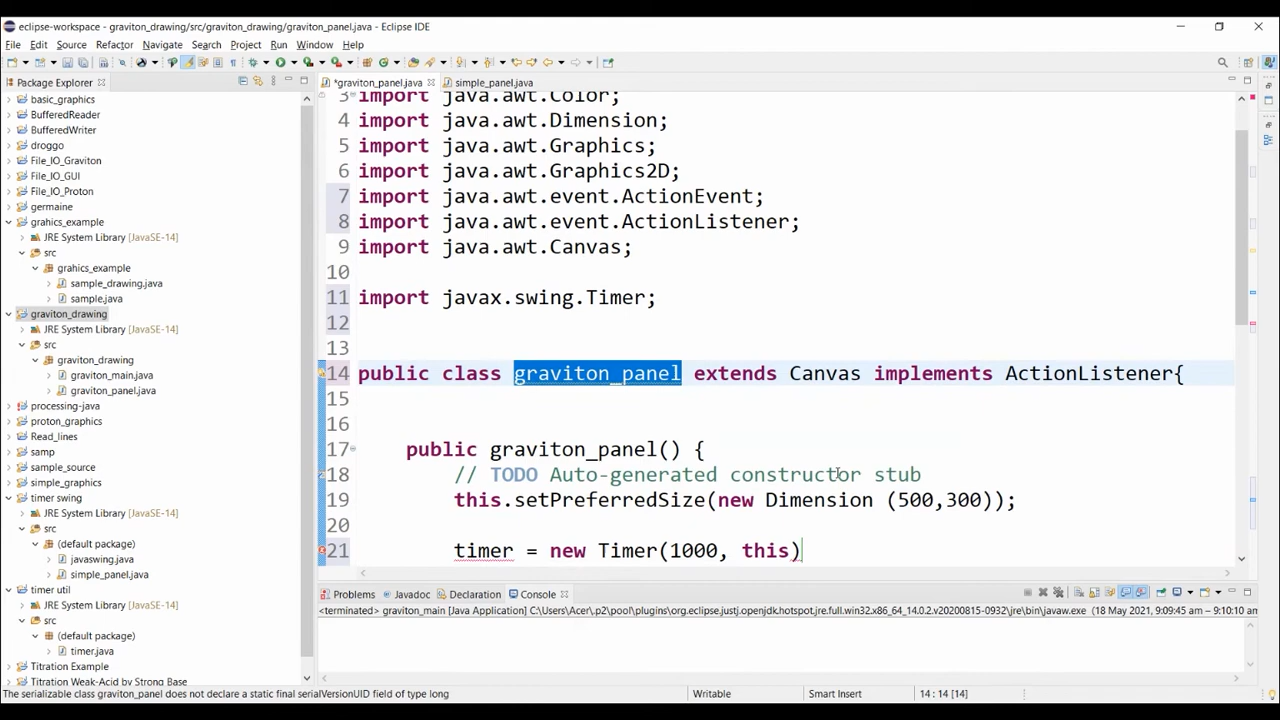 eclipse-workspace - graviton_drawing/src/graviton_drawing/graviton_panel.java - Eclipse IDE
File Edit Source Refactor Navigate Search Project Run Window Help
Package Explorer
*graviton_panel.java
simple_panel.java
basic_graphics
BufferedReader
BufferedWriter
droggo
File_IO_Graviton
File_IO_GUI
File_IO_Proton
germaine
grahics_example
JRE System Library [JavaSE-14]
src
grahics_example
sample_drawing.java
sample.java
graviton_drawing
JRE System Library [JavaSE-14]
src
graviton_drawing
graviton_main.java
graviton_panel.java
processing-java
proton_graphics
Read_lines
samp
sample_source
simple_graphics
timer swing
JRE System Library [JavaSE-14]
src
(default package)
javaswing.java
simple_panel.java
timer util
JRE System Library [JavaSE-14]
src
(default package)
timer.java
Titration Example
Titration Weak-Acid by Strong Base
3 import java.awt.Color;
4 import java.awt.Dimension;
5 import java.awt.Graphics;
6 import java.awt.Graphics2D;
7 import java.awt.event.ActionEvent;
8 import java.awt.event.ActionListener;
9 import java.awt.Canvas;
10
11 import javax.swing.Timer;
12
13
14 public class graviton_panel extends Canvas implements ActionListener{
15
16
17 public graviton_panel() {
18 // TODO Auto-generated constructor stub
19 this.setPreferredSize(new Dimension (500,300));
20
21 timer = new Timer(1000, this)
Problems Javadoc Declaration Console
<terminated> graviton_main [Java Application] C:\Users\Acer\.p2\pool\plugins\org.eclipse.justj.openjdk.hotspot.jre.full.win32.x86_64_14.0.2.v20200815-0932\jre\bin\javaw.exe (18 May 2021, 9:09:45 am – 9:10:10 am)
The serializable class graviton_panel does not declare a static final serialVersionUID field of type long
Writable
Smart Insert
14 : 14 [14]